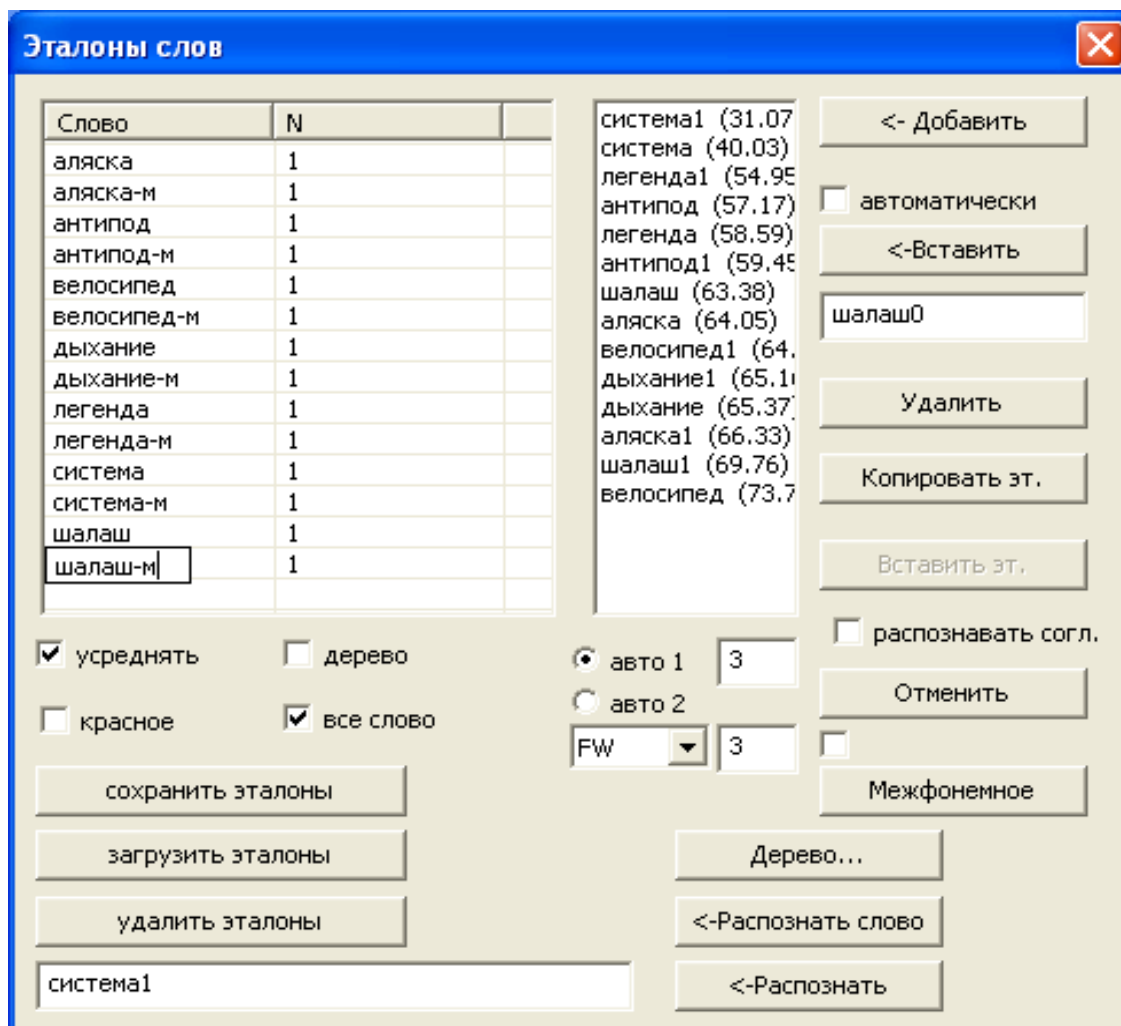 Эталоны слов
Слово N
аляска 1
аляска-м 1
антипод 1
антипод-м 1
велосипед 1
велосипед-м 1
дыхание 1
дыхание-м 1
легенда 1
легенда-м 1
система 1
система-м 1
шалаш 1
шалаш-м 1
система1 (31.07
система (40.03)
легенда1 (54.95
антипод (57.17)
легенда (58.59)
антипод1 (59.45
шалаш (63.38)
аляска (64.05)
велосипед1 (64.
дыхание1 (65.1
дыхание (65.37)
аляска1 (66.33)
шалаш1 (69.76)
велосипед (73.7
<- Добавить
автоматически
<-Вставить
шалаш0
Удалить
Копировать эт.
Вставить эт.
распознавать согл.
Отменить
Межфонемное
усреднять
дерево
красное
все слово
авто 1 3
авто 2
FW 3
сохранить эталоны
загрузить эталоны
удалить эталоны
система1
Дерево...
<-Распознать слово
<-Распознать